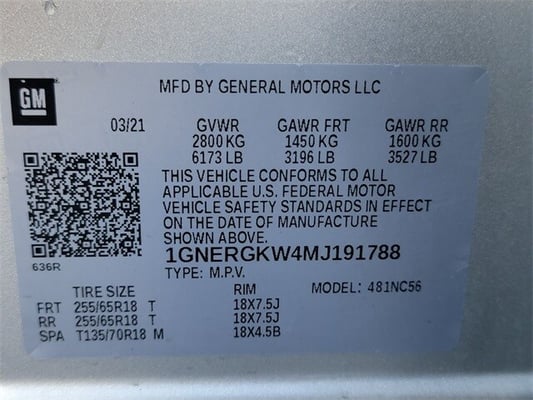 GM
MFD BY GENERAL MOTORS LLC
03/21 GVWR GAWR FRT GAWR RR
2800 KG 1450 KG 1600 KG
6173 LB 3196 LB 3527 LB
THIS VEHICLE CONFORMS TO ALL
APPLICABLE U.S. FEDERAL MOTOR
VEHICLE SAFETY STANDARDS IN EFFECT
ON THE DATE OF MANUFACTURE
SHOWN ABOVE.
636R
1GNERGKW4MJ191788
TYPE: M.P.V.
TIRE SIZE RIM MODEL: 481NC56
FRT 255/65R18 T 18X7.5J
RR 255/65R18 T 18X7.5J
SPA T135/70R18 M 18X4.5B